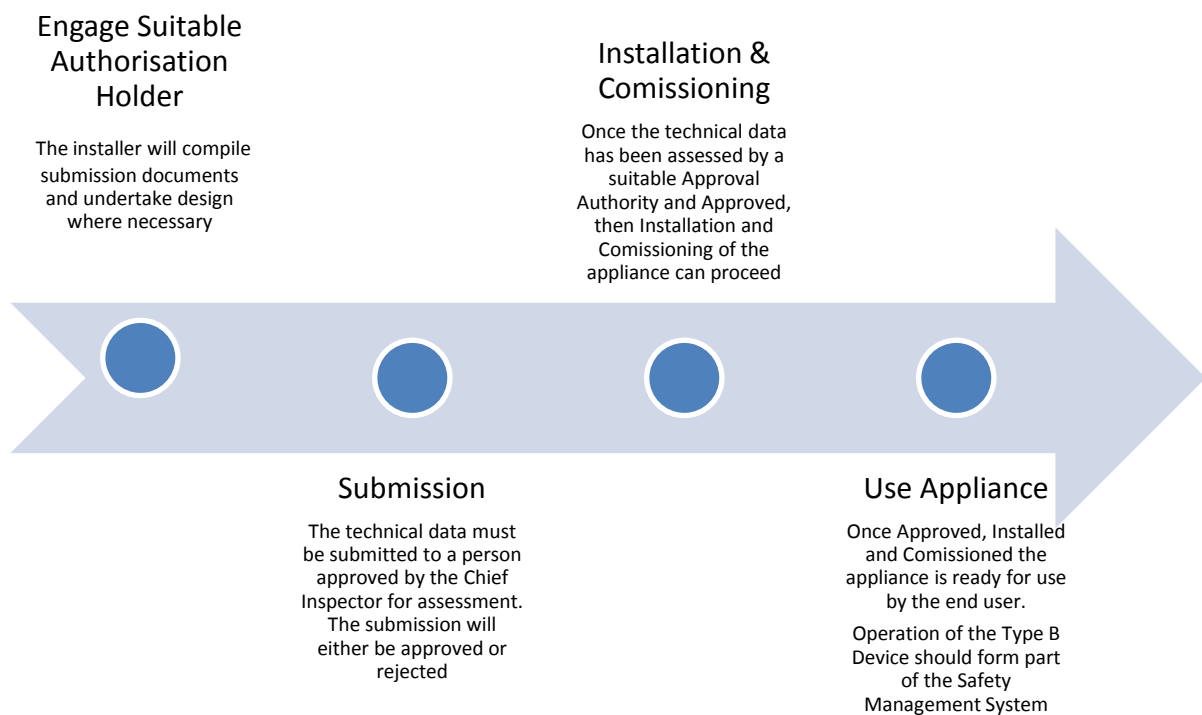 Engage Suitable
Authorisation
Holder
The installer will compile
submission documents
and undertake design
where necessary
Submission
The technical data must
be submitted to a person
approved by the Chief
Inspector for assessment.
The submission will
either be approved or
rejected
Installation &
Comissioning
Once the technical data
has been assessed by a
suitable Approval
Authority and Approved,
then Installation and
Comissioning of the
appliance can proceed
Use Appliance
Once Approved, Installed
and Comissioned the
appliance is ready for use
by the end user.
Operation of the Type B
Device should form part
of the Safety
Management System